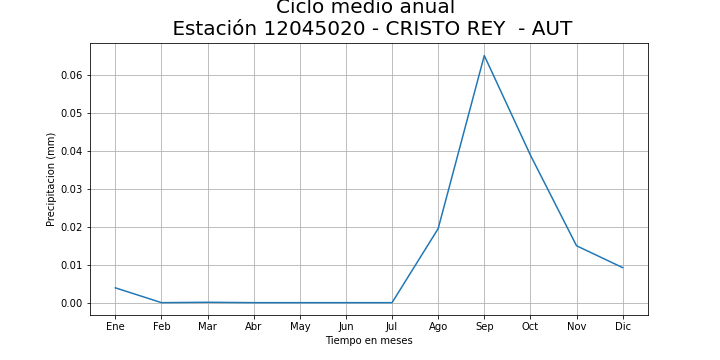 Ciclo medio anual
Estación 12045020 - CRISTO REY - AUT
0.06
0.05
0.04
0.03
0.02
0.01
0.00
Precipitacion (mm)
Ene Feb Mar Abr May Jun Jul Ago Sep Oct Nov Dic
Tiempo en meses